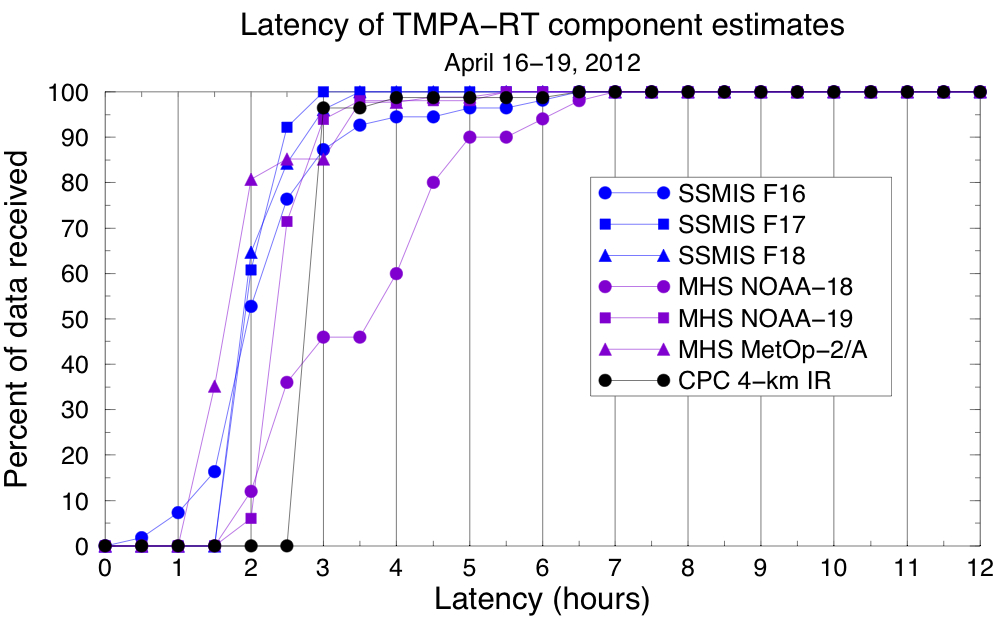 Latency of TMPA−RT component estimates
April 16−19, 2012
Percent of data received
100
90
80
70
60
50
40
30
20
10
0
SSMIS F16
SSMIS F17
SSMIS F18
MHS NOAA−18
MHS NOAA−19
MHS MetOp−2/A
CPC 4−km IR
0 1 2 3 4 5 6 7 8 9 10 11 12
Latency (hours)